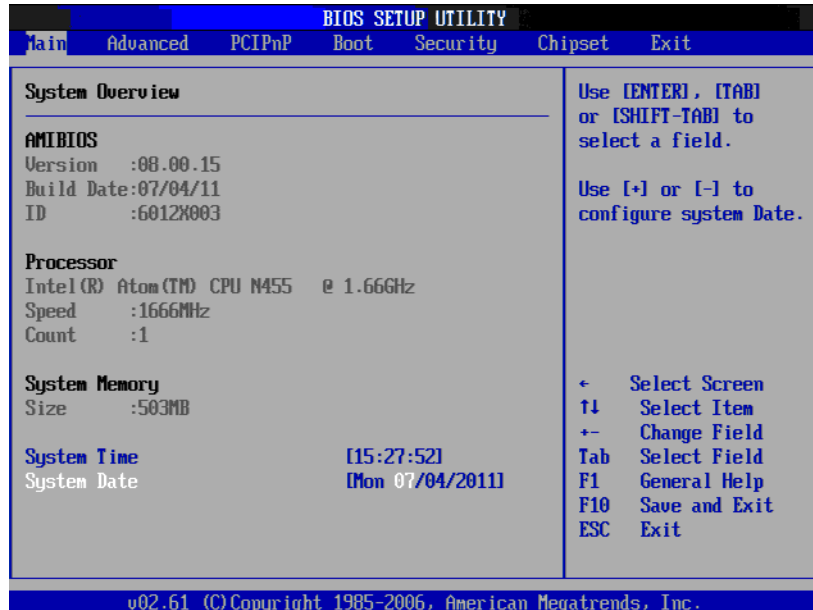 BIOS SETUP UTILITY
Main Advanced PCIPnP Boot Security Chipset Exit
System Overview
AMIBIOS
Version :08.00.15
Build Date:07/04/11
ID :6012X003
Processor
Intel(R) Atom(TM) CPU N455 @ 1.66GHz
Speed :1666MHz
Count :1
System Memory
Size :503MB
System Time [15:27:52]
System Date [Mon 07/04/2011]
Use [ENTER], [TAB]
or [SHIFT-TAB] to
select a field.
Use [+] or [-] to
configure system Date.
← Select Screen
↑↓ Select Item
+- Change Field
Tab Select Field
F1 General Help
F10 Save and Exit
ESC Exit
v02.61 (C)Copyright 1985-2006, American Megatrends, Inc.